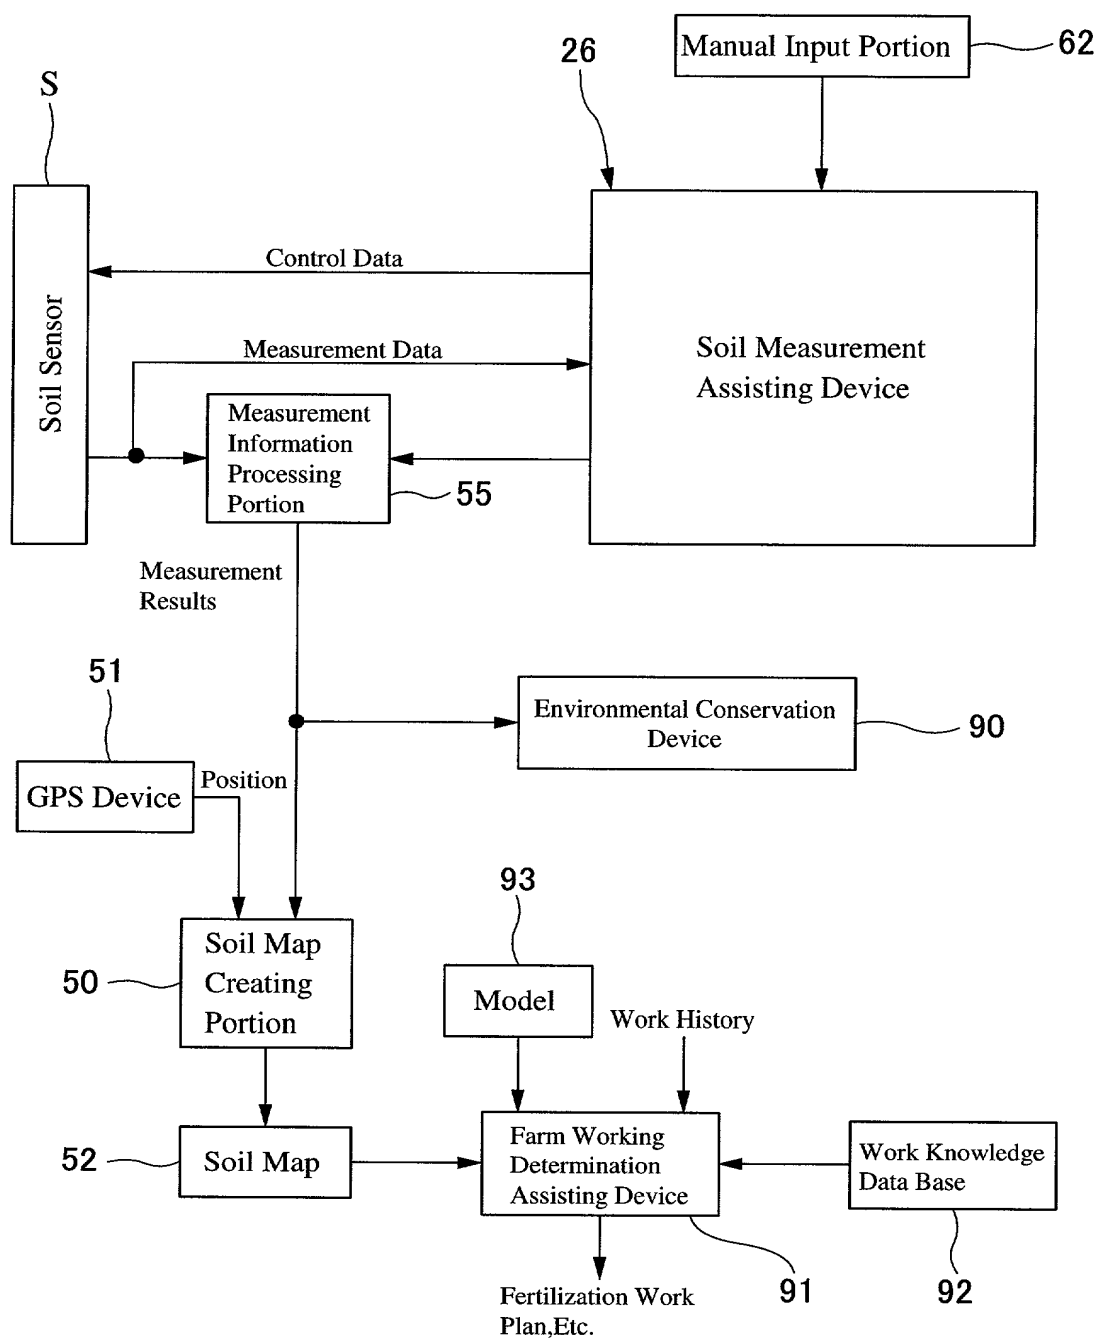 Manual Input Portion
62
26
S
Control Data
Soil Sensor
Measurement Data
Soil Measurement
Assisting Device
Measurement
Information
Processing
Portion
55
Measurement
Results
51
Environmental Conservation
Device
90
Position
GPS Device
93
Soil Map
Creating
Portion
50
Model
Work History
52
Soil Map
Farm Working
Determination
Assisting Device
Work Knowledge
Data Base
91
92
Fertilization Work
Plan,Etc.